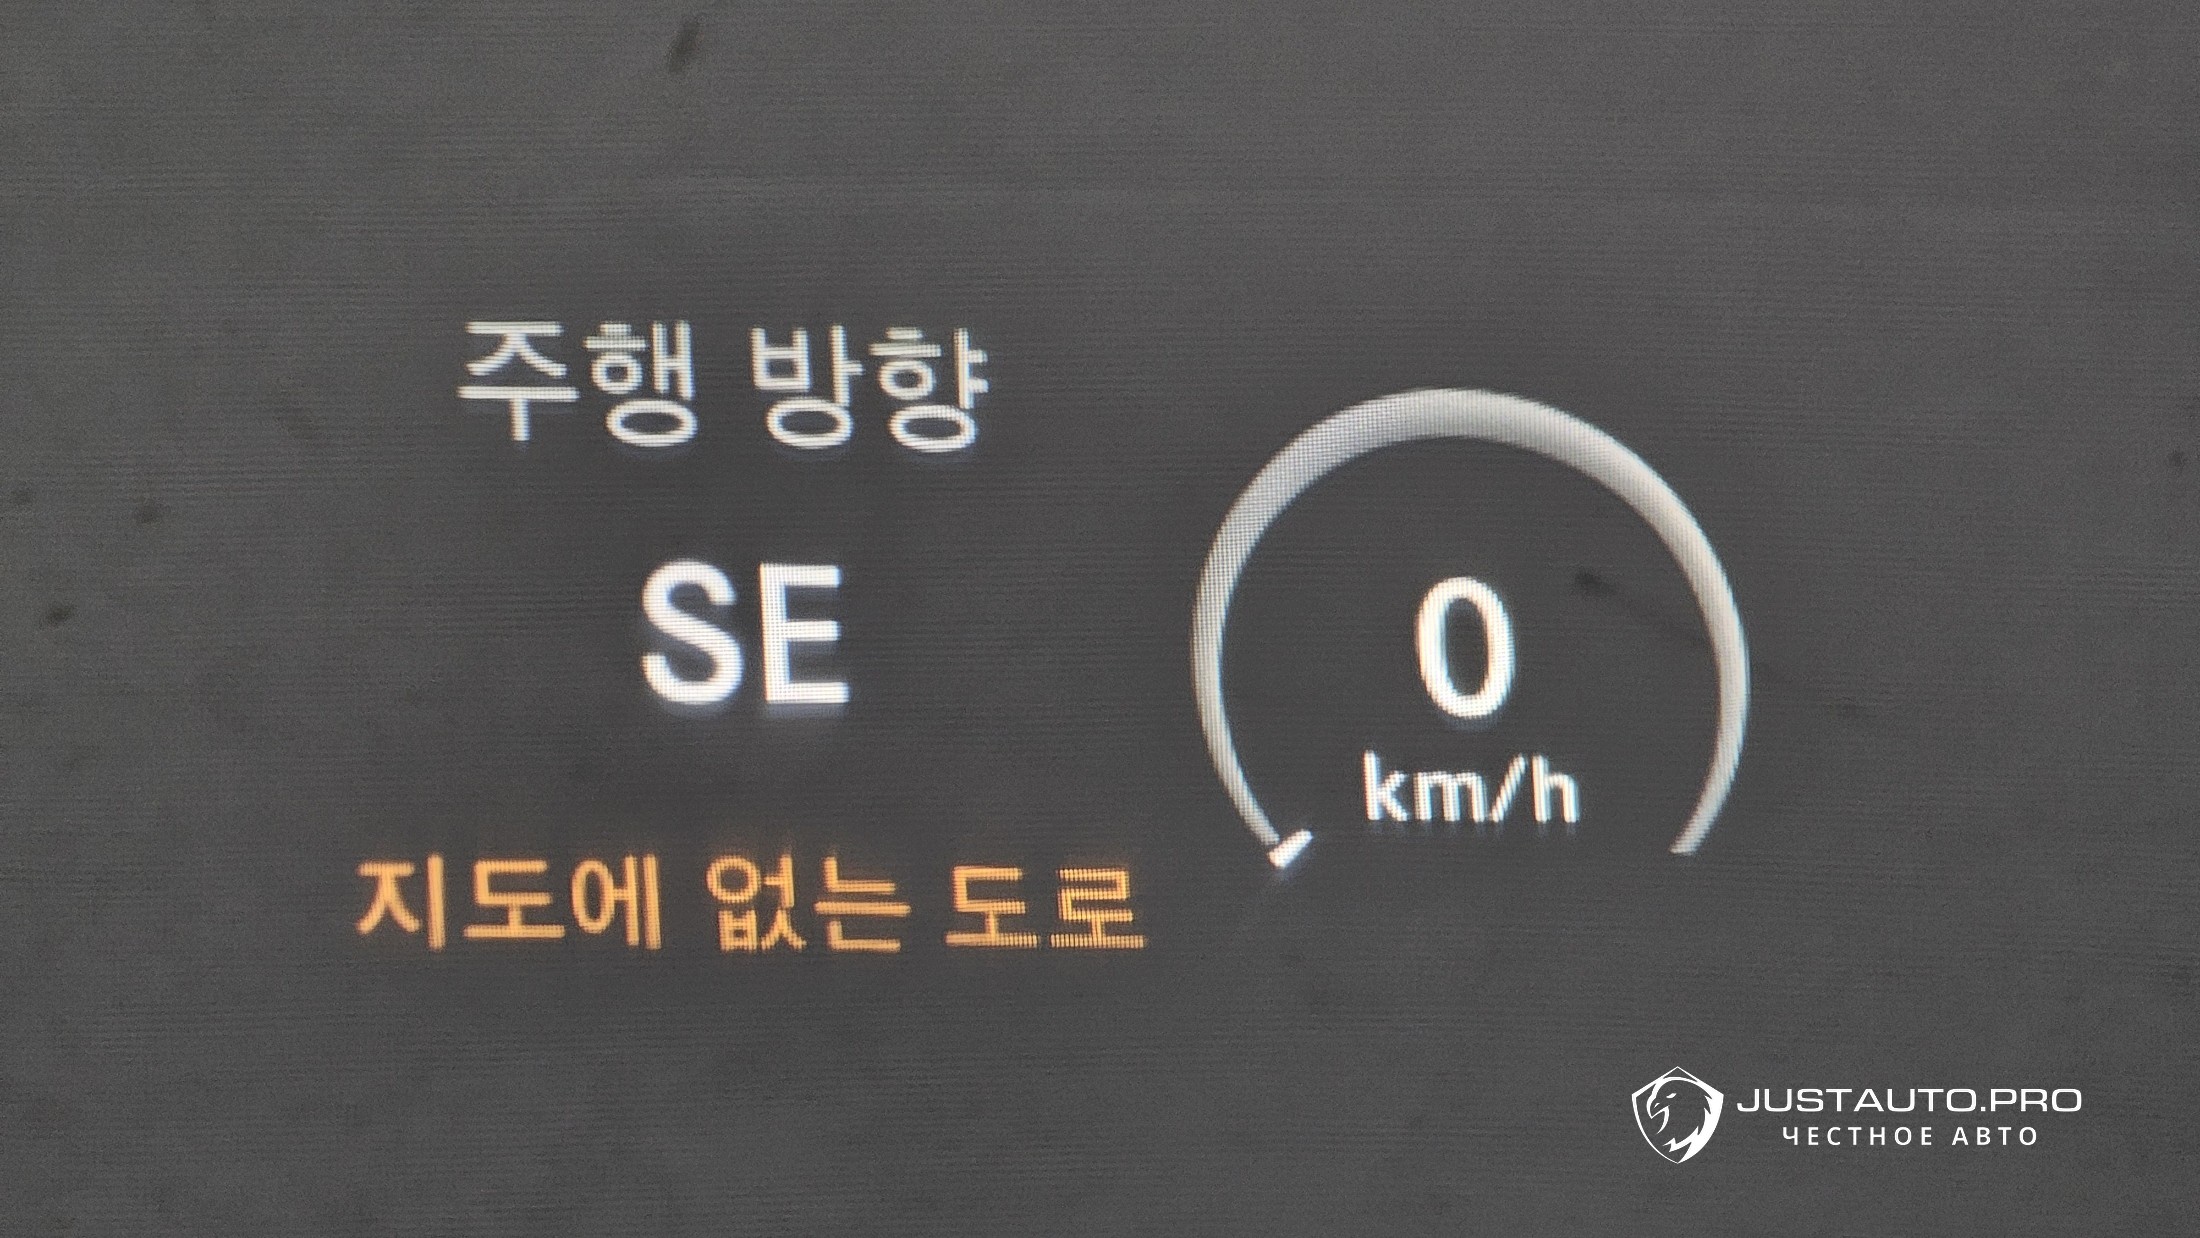 주행 방향
SE
지도에 없는 도로
0
km/h
JUSTAUTO.PRO
ЧЕСТНОЕ АВТО